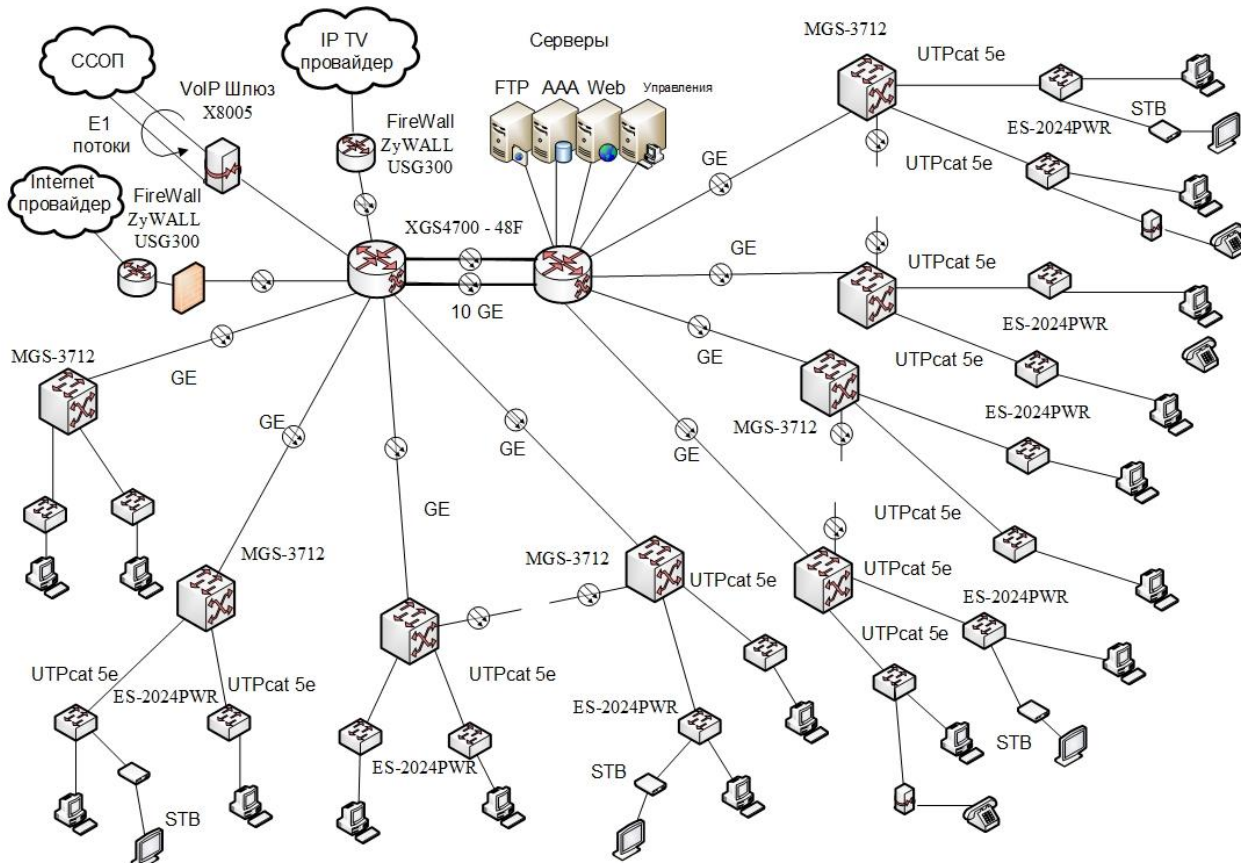 ССОП
VoIP Шлюз
X8005
E1
потоки
IP TV
провайдер
FireWall
ZyWALL
USG300
Серверы
FTP
AAA
Web
Управления
MGS-3712
UTPcat 5e
STB
ES-2024PWR
UTPcat 5e
GE
Internet
провайдер
FireWall
ZyWALL
USG300
XGS4700 - 48F
10 GE
GE
UTPcat 5e
ES-2024PWR
UTPcat 5e
GE
MGS-3712
ES-2024PWR
MGS-3712
GE
GE
GE
GE
GE
UTPcat 5e
MGS-3712
MGS-3712
UTPcat 5e
UTPcat 5e
ES-2024PWR
UTPcat 5e
UTPcat 5e
ES-2024PWR
UTPcat 5e
UTPcat 5e
ES-2024PWR
ES-2024PWR
STB
STB
STB